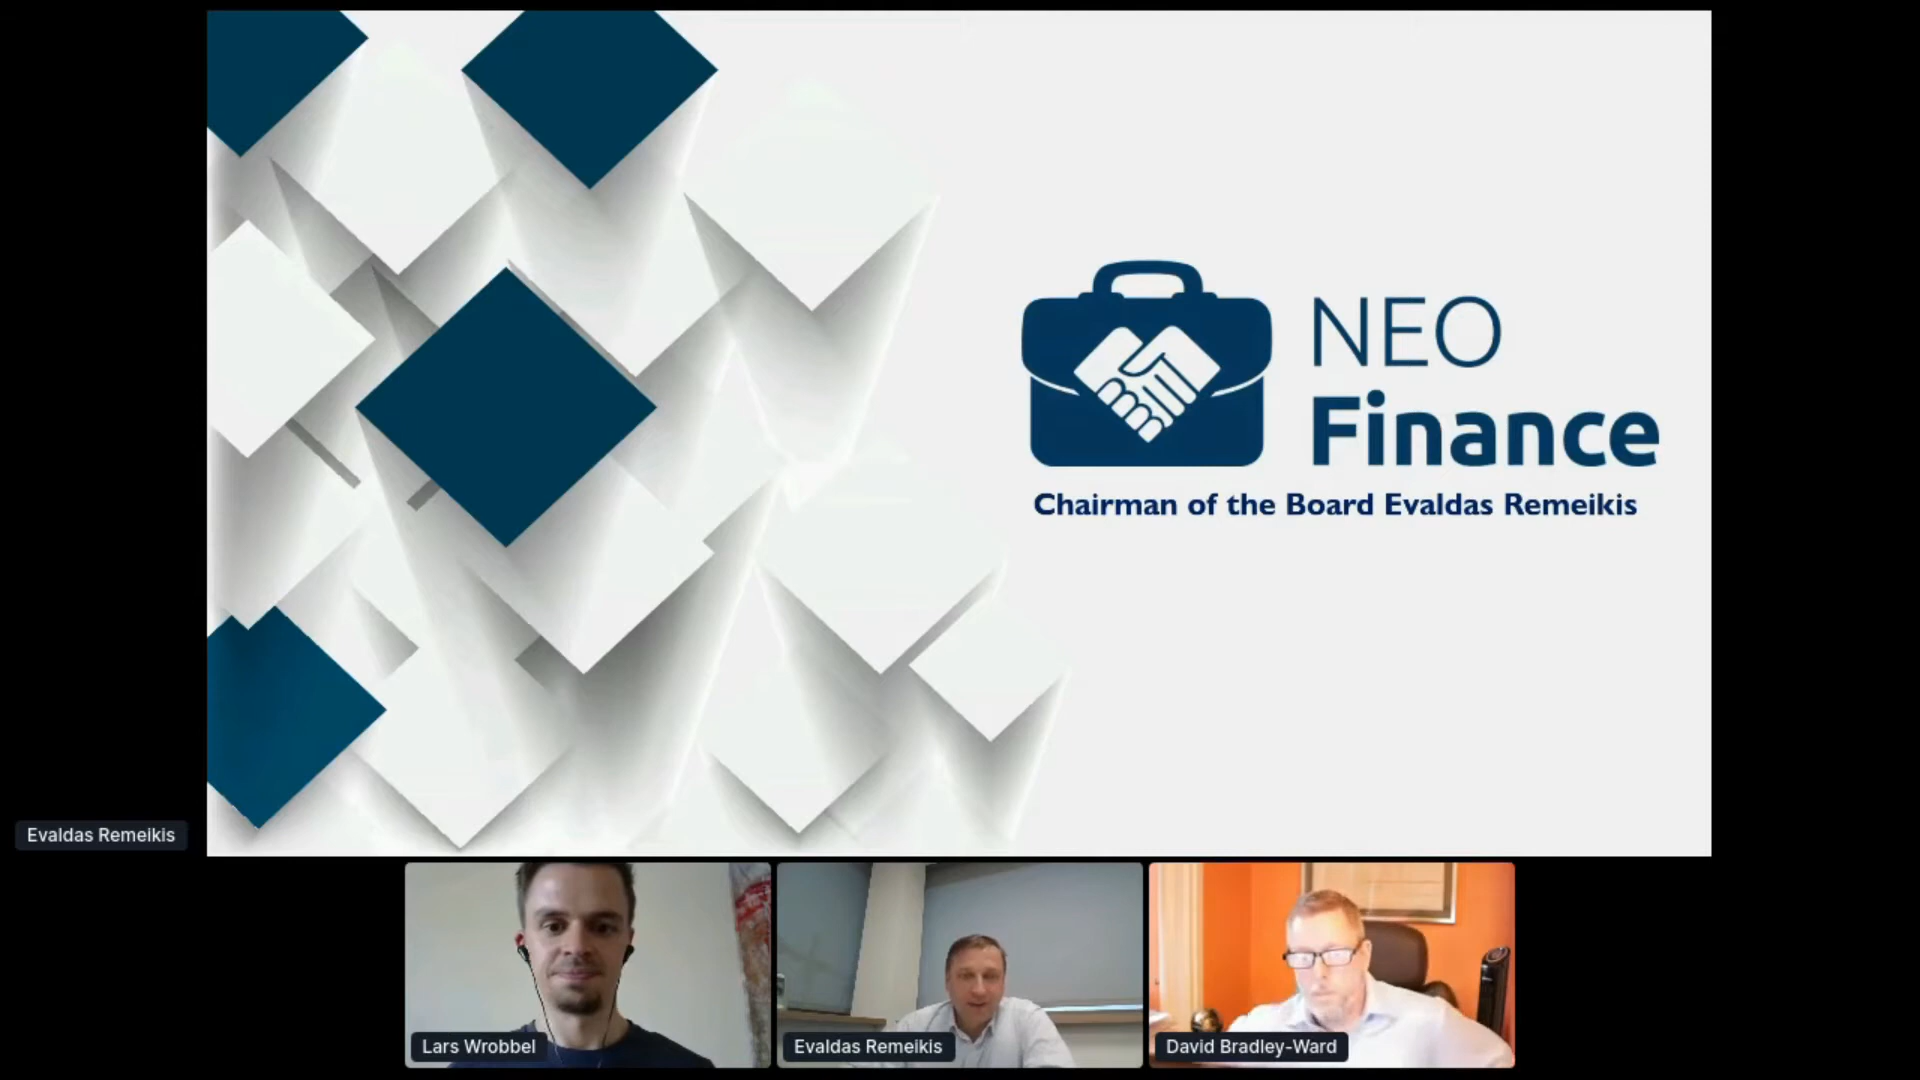 NEO
Finance
Chairman of the Board Evaldas Remeikis
Evaldas Remeikis
Lars Wrobbel
Evaldas Remeikis
David Bradley-Ward